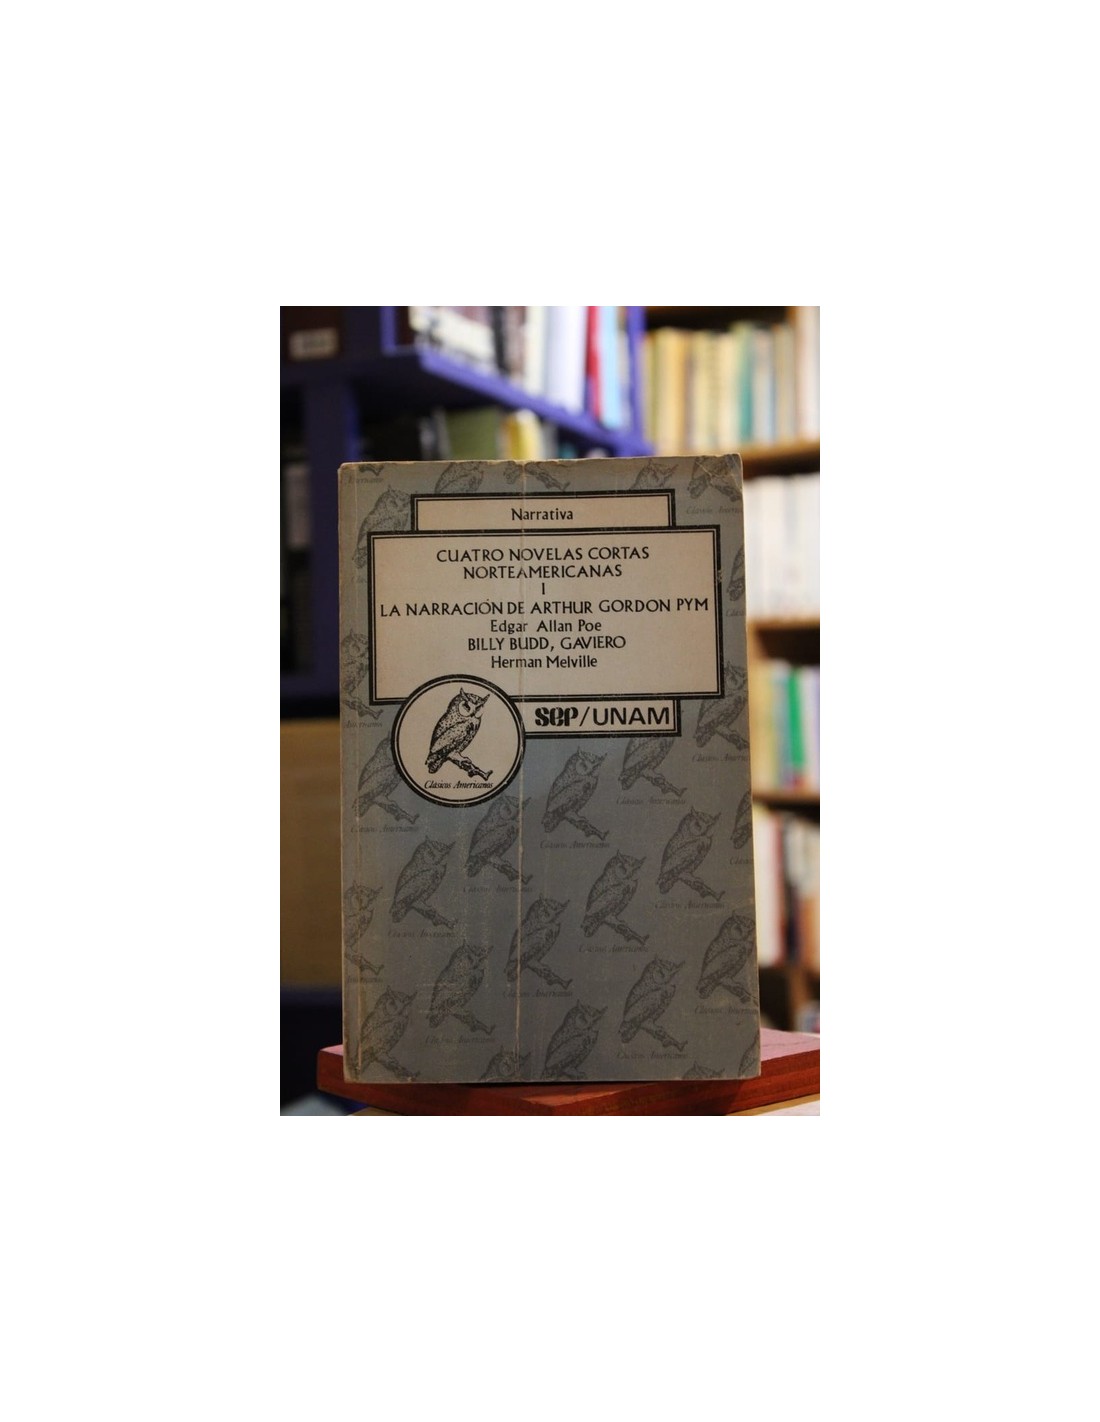 Narrativa
CUATRO NOVELAS CORTAS
NORTEAMERICANAS
I
LA NARRACIÓN DE ARTHUR GORDON PYM
Edgar Allan Poe
BILLY BUDD, GAVIERO
Herman Melville
sep/UNAM
Clásicos Americanos